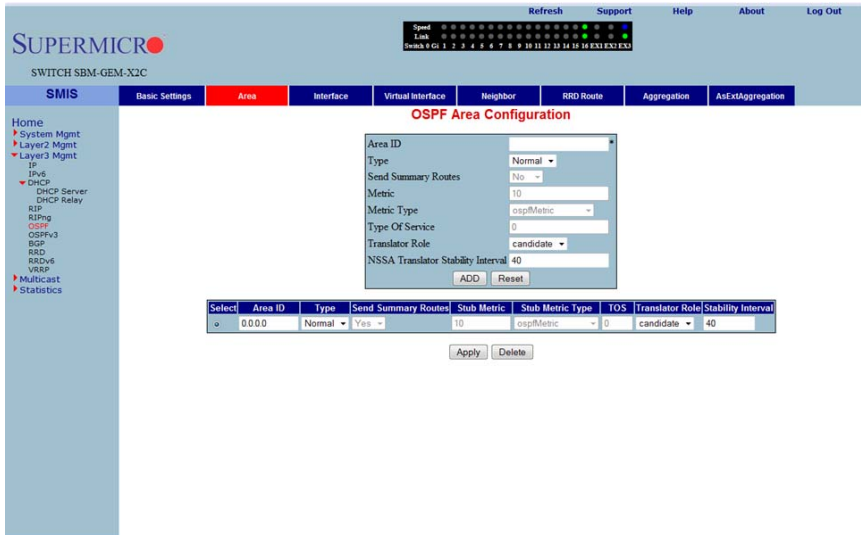 Refresh Support Help About Log Out
Speed
Link
Switch 0 Gi 1 2 3 4 5 6 7 8 9 10 11 12 13 14 15 16 EX1 EX2 EX3
SUPERMICRO
SWITCH SBM-GEM-X2C
SMIS
Basic Settings Area Interface Virtual Interface Neighbor RRD Route Aggregation AsExtAggregation
Home
System Mgmt
Layer2 Mgmt
Layer3 Mgmt
IP
IPv6
DHCP
DHCP Server
DHCP Relay
RIP
RIPng
OSPF
OSPFv3
BGP
RRD
RRDv6
VRRP
Multicast
Statistics
OSPF Area Configuration
Area ID *
Type Normal
Send Summary Routes No
Metric 10
Metric Type ospfMetric
Type Of Service 0
Translator Role candidate
NSSA Translator Stability Interval 40
ADD Reset
Select Area ID Type Send Summary Routes Stub Metric Stub Metric Type TOS Translator Role Stability Interval
0.0.0.0 Normal Yes 10 ospfMetric 0 candidate 40
Apply Delete